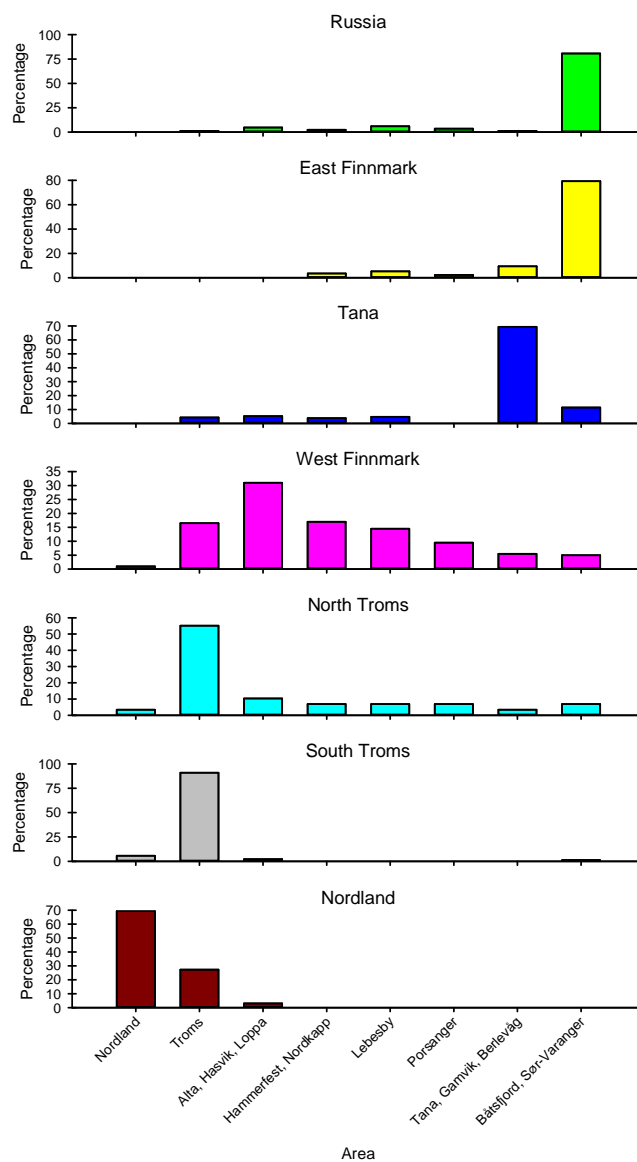 Russia
Percentage
100
75
50
25
0
East Finnmark
Percentage
80
60
40
20
0
Tana
Percentage
70
60
50
40
30
20
10
0
West Finnmark
Percentage
35
30
25
20
15
10
5
0
North Troms
Percentage
60
50
40
30
20
10
0
South Troms
Percentage
100
75
50
25
0
Nordland
Percentage
70
60
50
40
30
20
10
0
Nordland
Troms
Alta, Hasvik, Loppa
Hammerfest, Nordkapp
Lebesby
Porsanger
Tana, Gamvik, Berlevåg
Båtsfjord, Sør-Varanger
Area